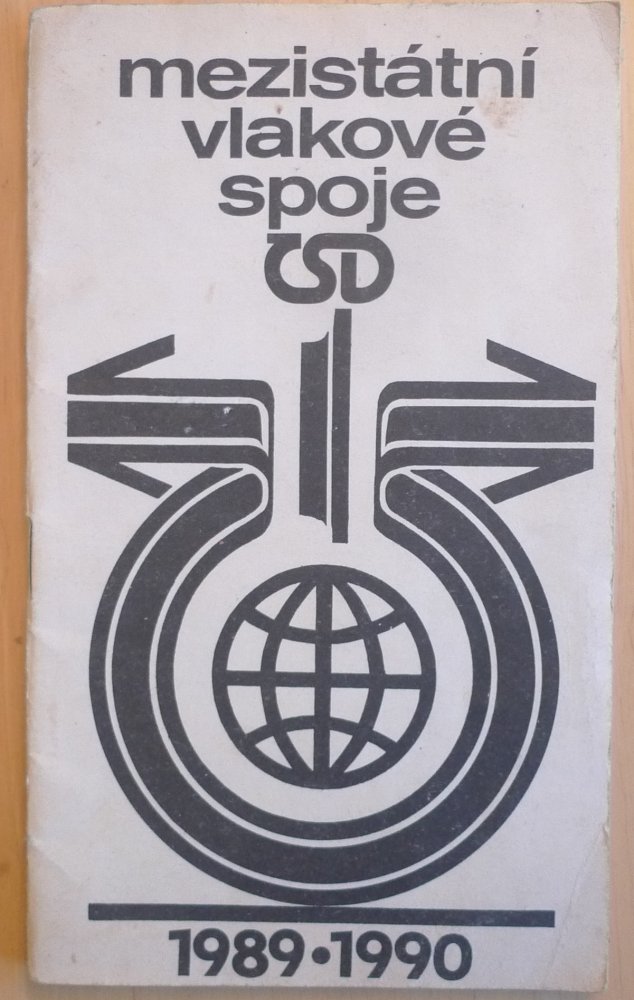 mezistátní
vlakové
spoje
ČSD
1989•1990